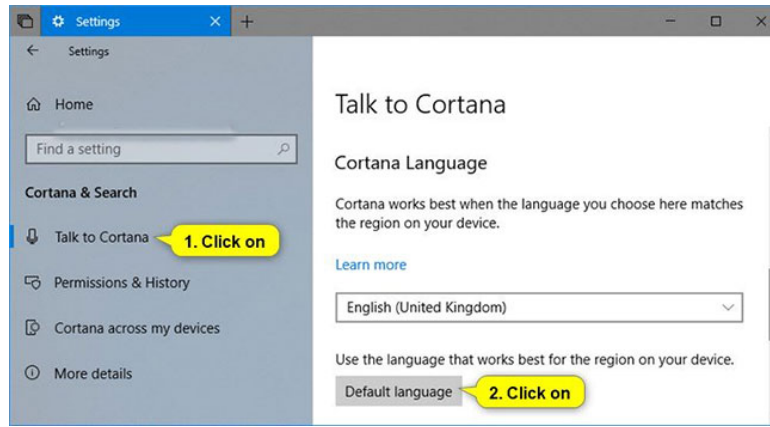 Settings
Settings
Home
Find a setting
Cortana & Search
Talk to Cortana
1. Click on
Permissions & History
Cortana across my devices
More details
Talk to Cortana
Cortana Language
Cortana works best when the language you choose here matches
the region on your device.
Learn more
English (United Kingdom)
Use the language that works best for the region on your device.
Default language
2. Click on